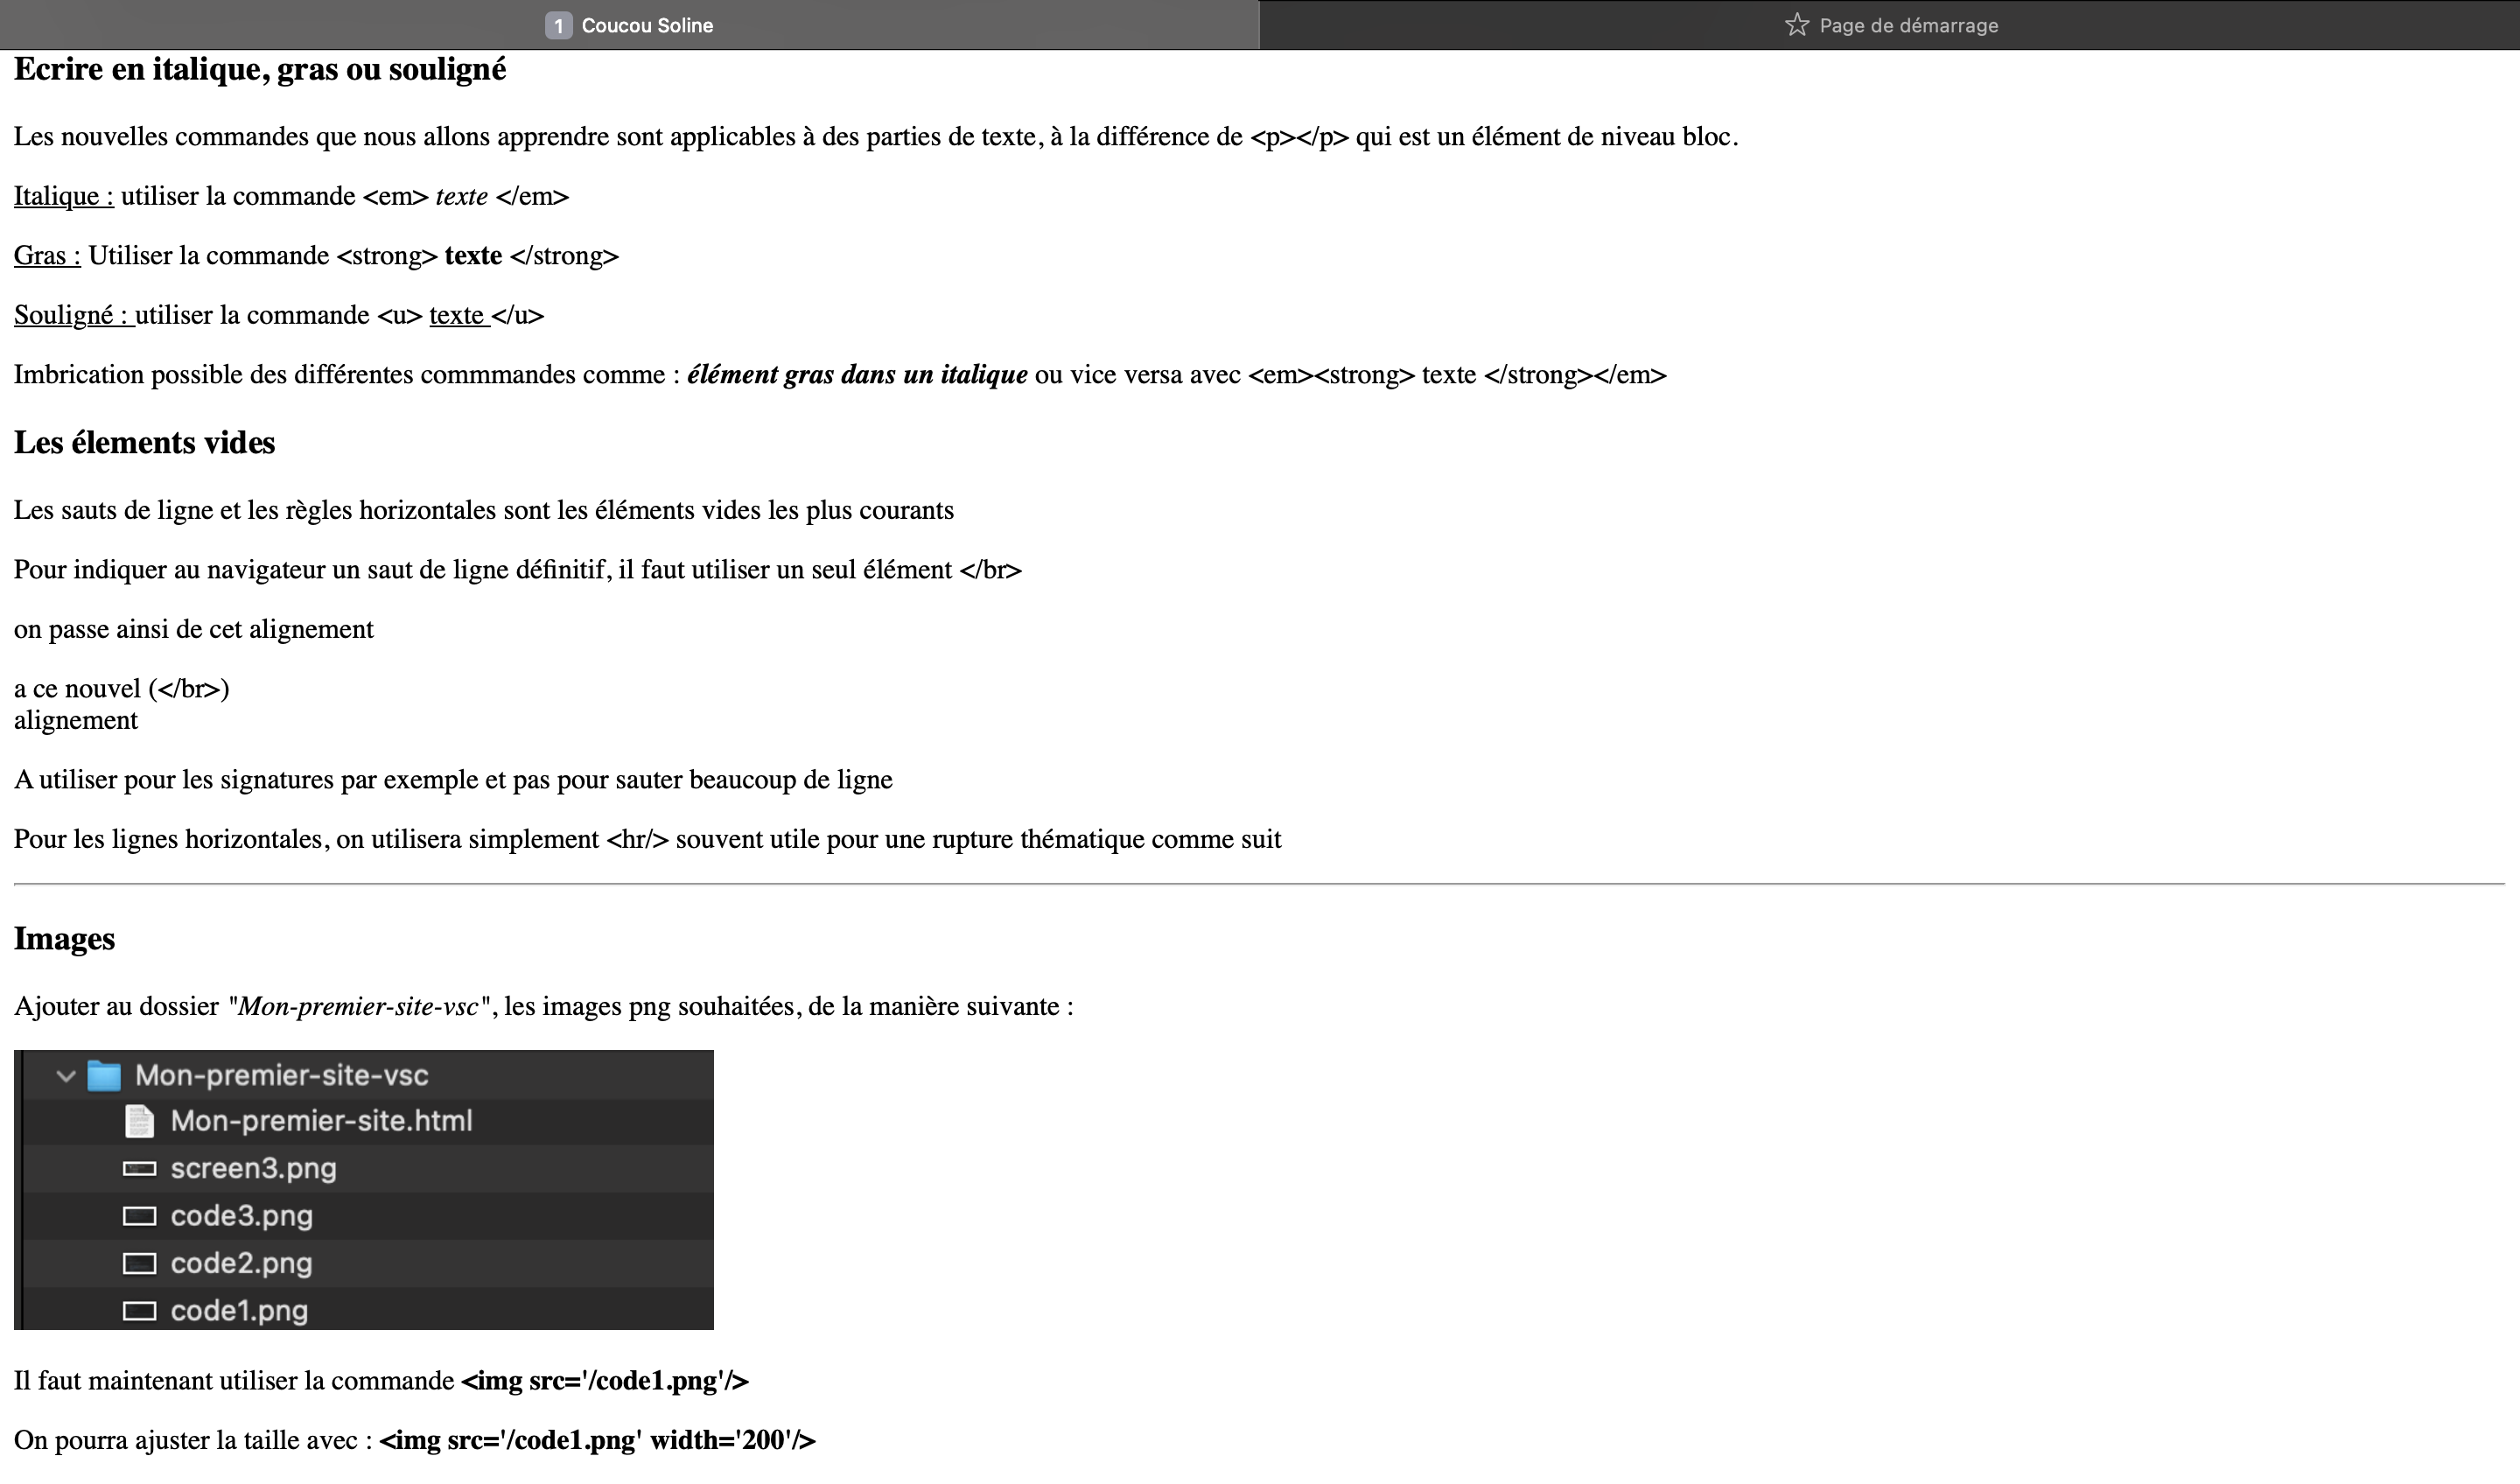 1 Coucou Soline
Page de démarrage
Ecrire en italique, gras ou souligné
Les nouvelles commandes que nous allons apprendre sont applicables à des parties de texte, à la différence de <p></p> qui est un élément de niveau bloc.
Italique : utiliser la commande <em> texte </em>
Gras : Utiliser la commande <strong> texte </strong>
Souligné : utiliser la commande <u> texte </u>
Imbrication possible des différentes commmandes comme : élément gras dans un italique ou vice versa avec <em><strong> texte </strong></em>
Les élements vides
Les sauts de ligne et les règles horizontales sont les éléments vides les plus courants
Pour indiquer au navigateur un saut de ligne définitif, il faut utiliser un seul élément </br>
on passe ainsi de cet alignement
a ce nouvel (</br>)
alignement
A utiliser pour les signatures par exemple et pas pour sauter beaucoup de ligne
Pour les lignes horizontales, on utilisera simplement <hr/> souvent utile pour une rupture thématique comme suit
Images
Ajouter au dossier "Mon-premier-site-vsc", les images png souhaitées, de la manière suivante :
Mon-premier-site-vsc
Mon-premier-site.html
screen3.png
code3.png
code2.png
code1.png
Il faut maintenant utiliser la commande <img src='/code1.png'/>
On pourra ajuster la taille avec : <img src='/code1.png' width='200'/>